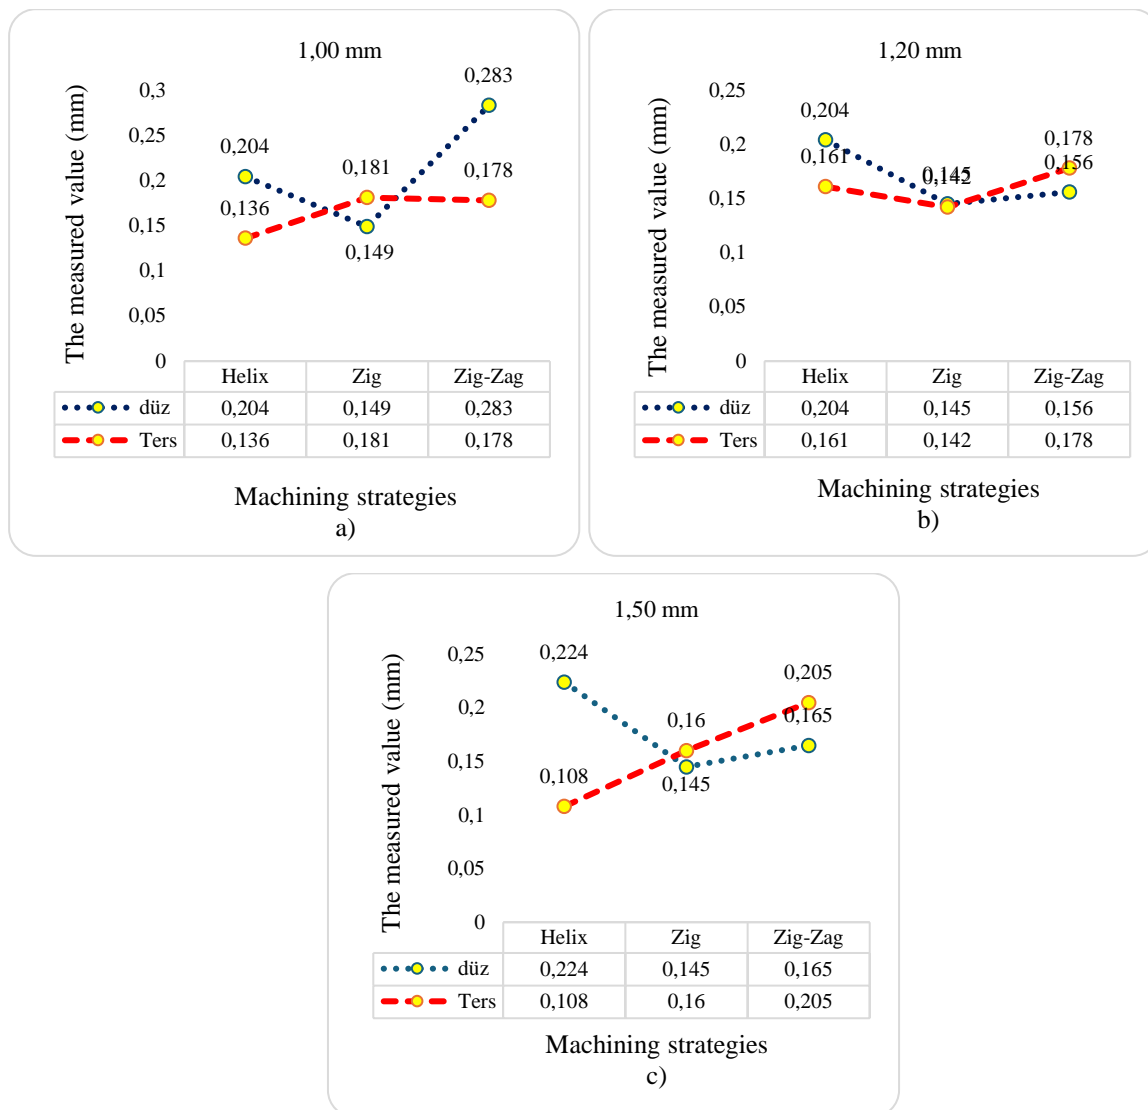 1,00 mm
The measured value (mm)
0,3
0,25
0,2
0,15
0,1
0,05
0
0,204
0,149
0,283
0,136
0,181
0,178
Helix Zig Zig-Zag
düz 0,204 0,149 0,283
Ters 0,136 0,181 0,178
Machining strategies
a)
1,20 mm
The measured value (mm)
0,25
0,2
0,15
0,1
0,05
0
0,204
0,145
0,156
0,161
0,142
0,178
Helix Zig Zig-Zag
düz 0,204 0,145 0,156
Ters 0,161 0,142 0,178
Machining strategies
b)
1,50 mm
The measured value (mm)
0,25
0,2
0,15
0,1
0,05
0
0,224
0,145
0,165
0,108
0,16
0,205
Helix Zig Zig-Zag
düz 0,224 0,145 0,165
Ters 0,108 0,16 0,205
Machining strategies
c)